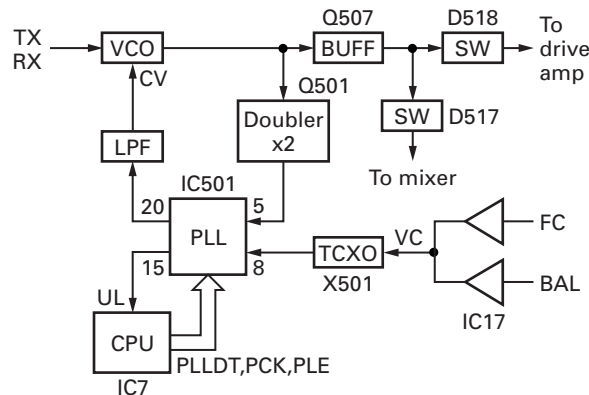 TX
RX
VCO
CV
Q507
BUFF
D518
SW
To
drive
amp
Q501
Doubler
x2
SW
D517
To mixer
LPF
IC501
20
5
PLL
15
8
VC
TCXO
X501
FC
BAL
IC17
UL
CPU
IC7
PLLDT,PCK,PLE